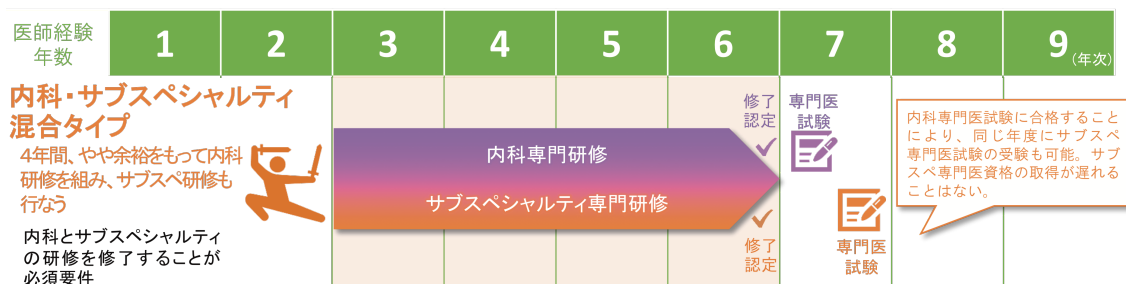 医師経験
年数
1
2
3
4
5
6
7
8
9(年次)
内科・サブスペシャルティ
混合タイプ
4年間、やや余裕をもって内科
研修を組み、サブスペ研修も
行なう
内科とサブスペシャルティ
の研修を修了することが
必須要件
内科専門研修
サブスペシャルティ専門研修
修了
認定
専門医
試験
修了
認定
専門医
試験
内科専門医試験に合格すること
により、同じ年度にサブスペ
専門医試験の受験も可能。サブ
スペ専門医資格の取得が遅れる
ことはない。